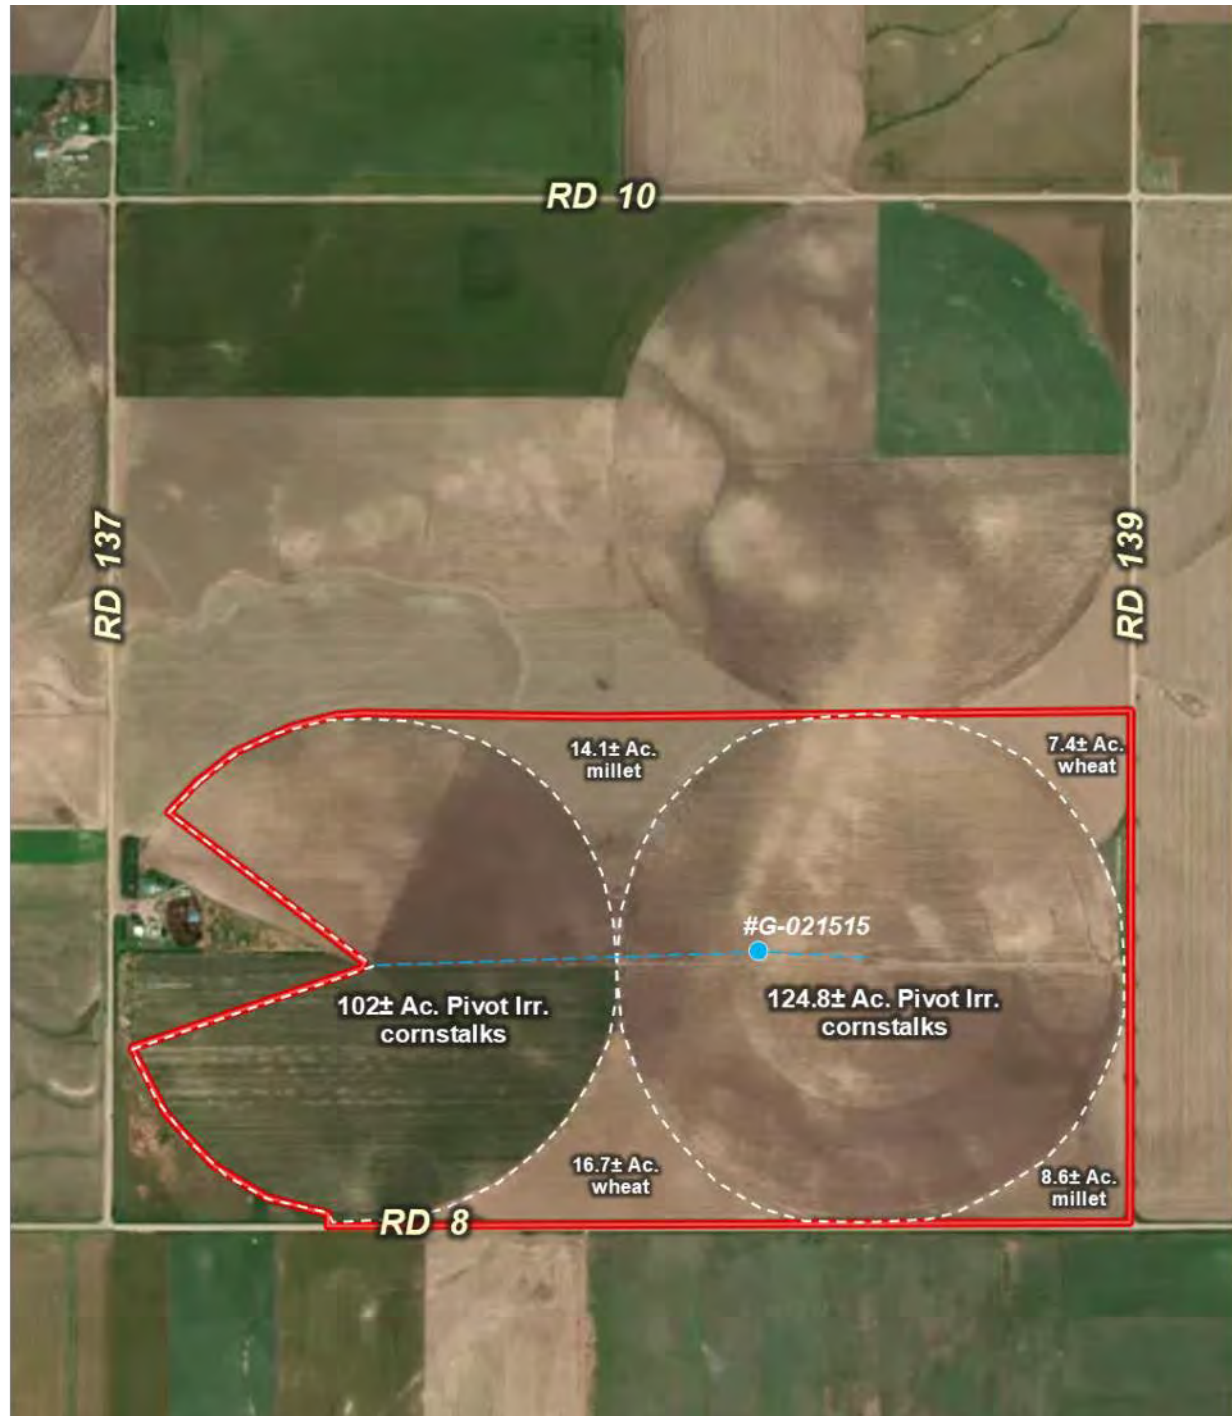 RD 10
RD 137
RD 139
14.1± Ac.
millet
7.4± Ac.
wheat
#G-021515
102± Ac. Pivot Irr.
cornstalks
124.8± Ac. Pivot Irr.
cornstalks
16.7± Ac.
wheat
8.6± Ac.
millet
RD 8